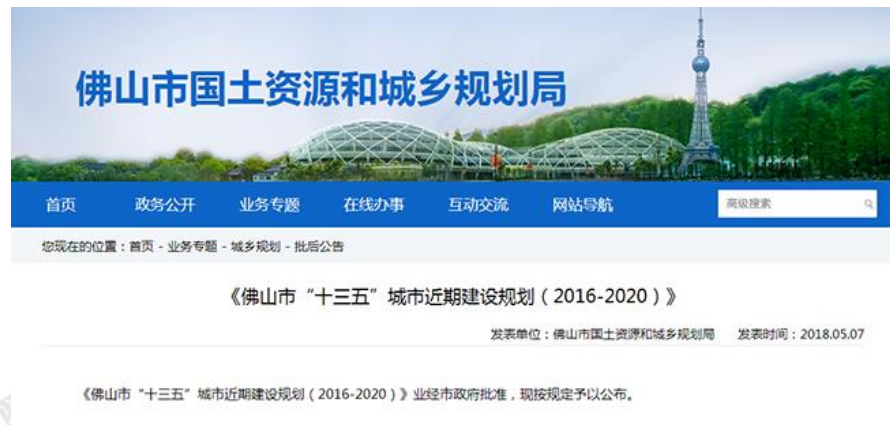 佛山市国土资源和城乡规划局
首页 政务公开 业务专题 在线办事 互动交流 网站导航 高级搜索
您现在的位置：首页 - 业务专题 - 城乡规划 - 批后公告
《佛山市“十三五”城市近期建设规划（2016-2020）》
发表单位：佛山市国土资源和城乡规划局 发表时间：2018.05.07
《佛山市“十三五”城市近期建设规划（2016-2020）》业经市政府批准，现按规定予以公布。